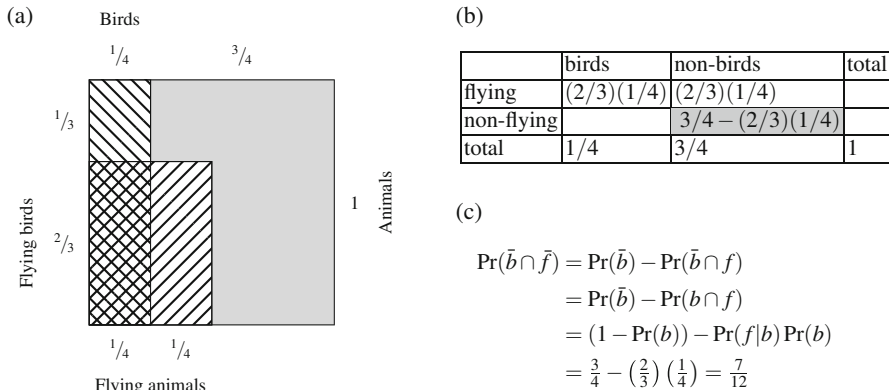 (a)
Birds
1/4 3/4
1/3
Flying birds
2/3
1
Animals
1/4 1/4
Flying animals
(b)
birds non-birds total
flying (2/3)(1/4) (2/3)(1/4)
non-flying 3/4 − (2/3)(1/4)
total 1/4 3/4 1
(c)
Pr(b̄ ∩ f̄) = Pr(b̄) − Pr(b̄ ∩ f)
= Pr(b̄) − Pr(b ∩ f)
= (1 − Pr(b)) − Pr(f|b) Pr(b)
= 3/4 − (2/3) (1/4) = 7/12